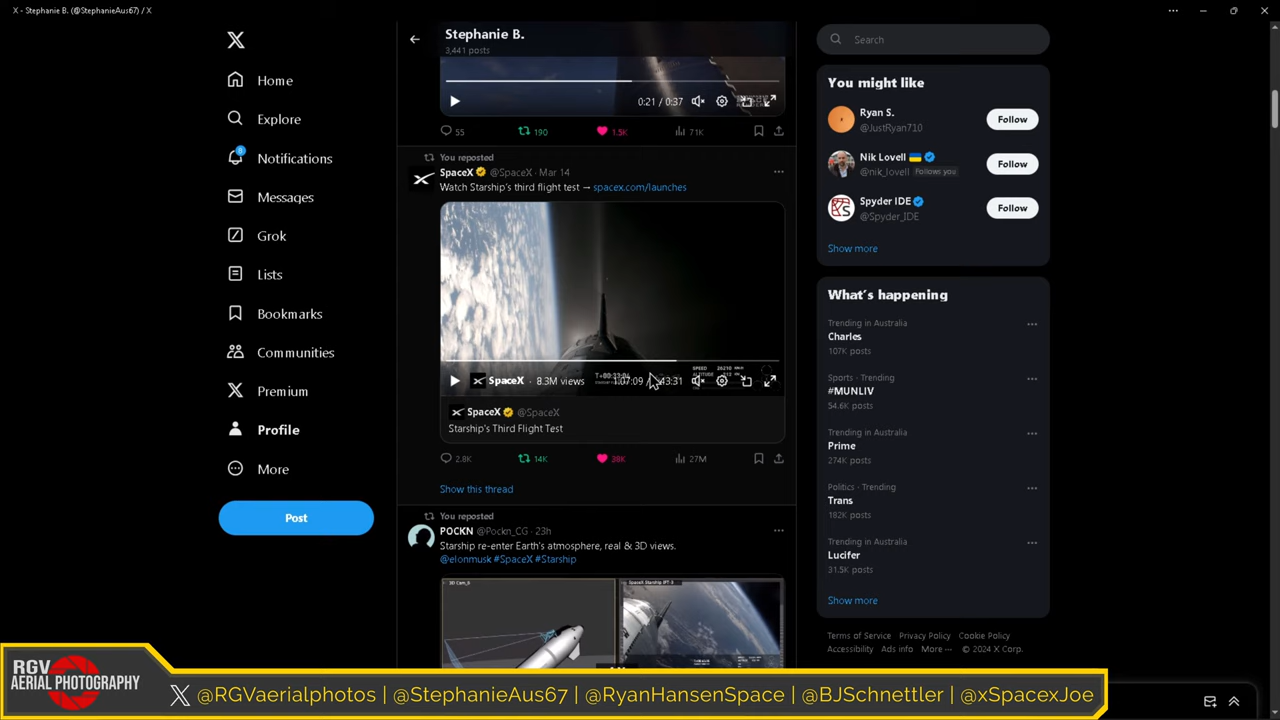 X - Stephanie B. (@StephanieAus67) / X
Home
Explore
Notifications
Messages
Grok
Lists
Bookmarks
Communities
Premium
Profile
More
Post
Stephanie B.
3,441 posts
0:21 / 0:37
55
190
1.5K
71K
You reposted
SpaceX @SpaceX · Mar 14
Watch Starship's third flight test → spacex.com/launches
SpaceX · 8.3M views
1:07:09 /
SPEED
ALTITUDE
SpaceX @SpaceX
Starship's Third Flight Test
2.8K
14K
38K
27M
Show this thread
You reposted
POCKN @Pockn_CG · 23h
Starship re-enter Earth's atmosphere, real & 3D views.
@elonmusk #SpaceX #Starship
Search
You might like
Ryan S.
@JustRyan710
Follow
Nik Lovell
@nik_lovell Follows you
Follow
Spyder IDE
@Spyder_IDE
Follow
Show more
What's happening
Trending in Australia
Charles
107K posts
Sports · Trending
#MUNLIV
54.6K posts
Trending in Australia
Prime
274K posts
Politics · Trending
Trans
182K posts
Trending in Australia
Lucifer
31.5K posts
Show more
Terms of Service Privacy Policy Cookie Policy
Accessibility Ads info More ··· © 2024 X Corp.
RGV
AERIAL PHOTOGRAPHY
@RGVaerialphotos | @StephanieAus67 | @RyanHansenSpace | @BJSchnettler | @xSpacexJoe